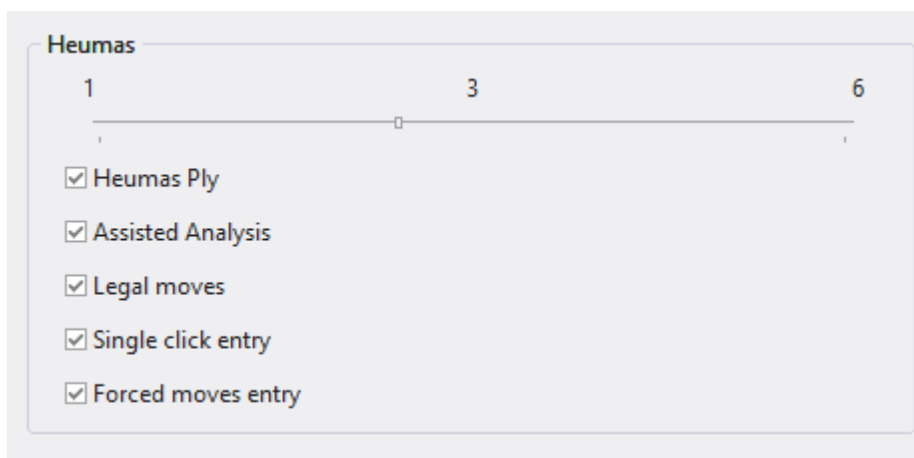 Heumas
1 3 6
Heumas Ply
Assisted Analysis
Legal moves
Single click entry
Forced moves entry